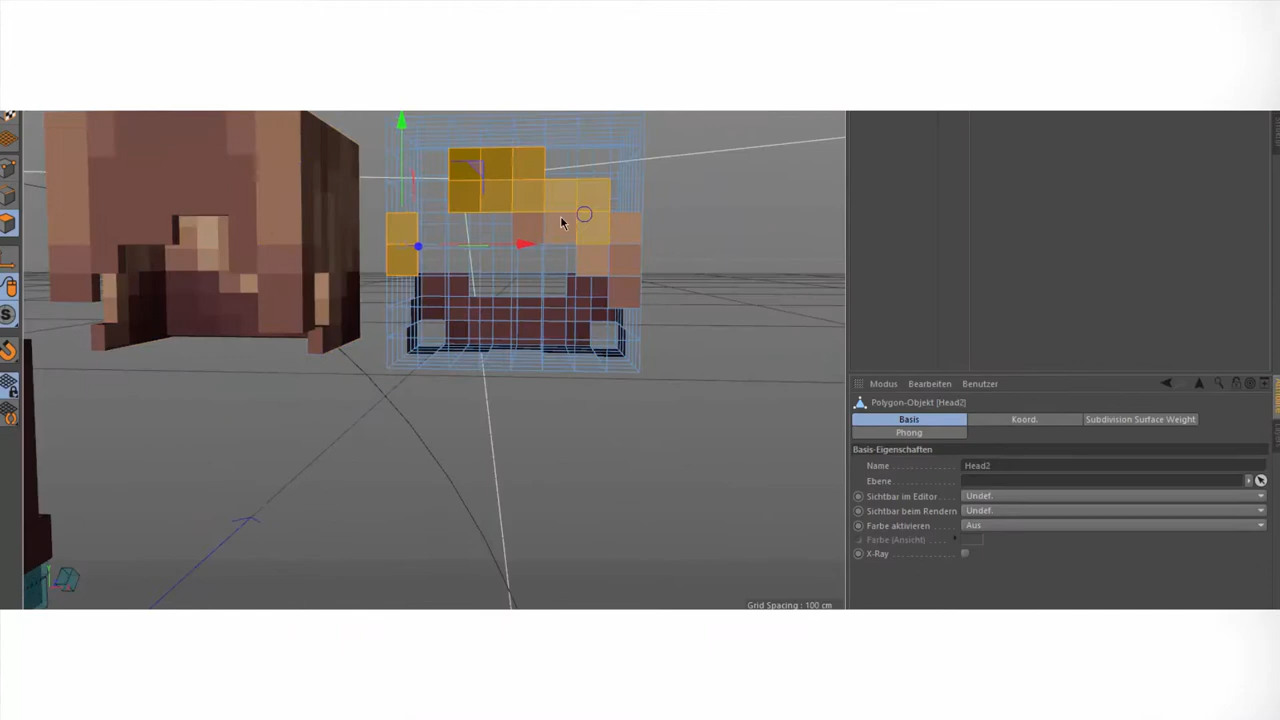 Modus Bearbeiten Benutzer
Polygon-Objekt [Head2]
Basis Koord. Subdivision Surface Weight
Phong
Basis-Eigenschaften
Name Head2
Ebene
Sichtbar im Editor Undef.
Sichtbar beim Rendern Undef.
Farbe aktivieren Aus
Farbe (Ansicht)
X-Ray
Grid Spacing : 100 cm